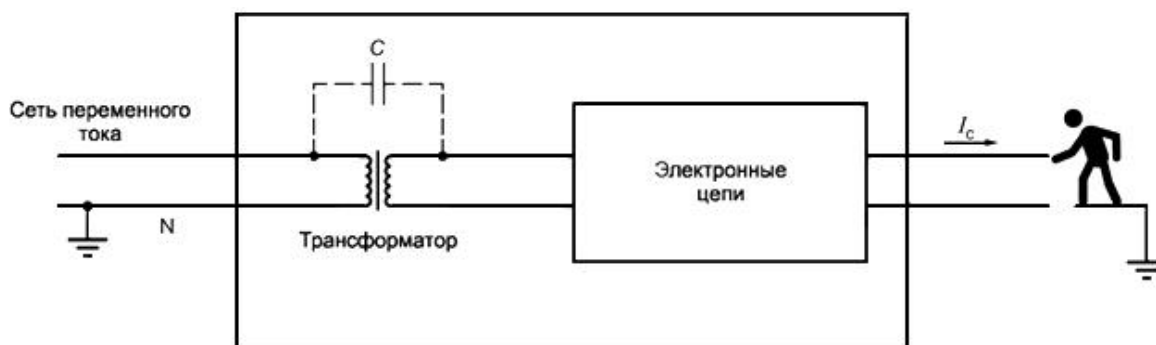 C
Сеть переменного
тока
N
Трансформатор
Электронные
цепи
Ic